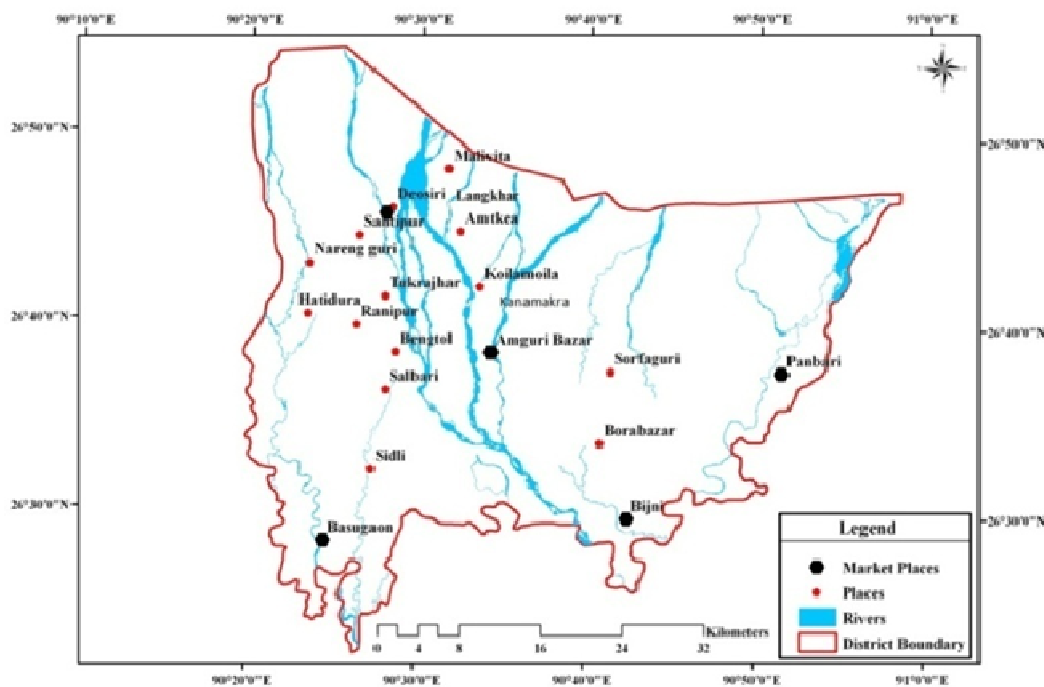 90°10'0"E 90°20'0"E 90°30'0"E 90°40'0"E 90°50'0"E 91°0'0"E
26°50'0"N
26°50'0"N
Malivita
Deosiri
Langkhar
Santipur
Amtkca
Nareng guri
Tukrajhar
Koilamoila
Hatidura
Ranipur
Kanamakra
26°40'0"N
26°40'0"N
Bengtol
Amguri Bazar
Panbari
Salbari
Borabazar
Sidli
26°30'0"N
26°30'0"N
Bijni
Basugaon
Legend
Market Places
Places
Rivers
District Boundary
Kilometers
0 4 8 16 24 32
90°20'0"E 90°30'0"E 90°40'0"E 90°50'0"E 91°0'0"E